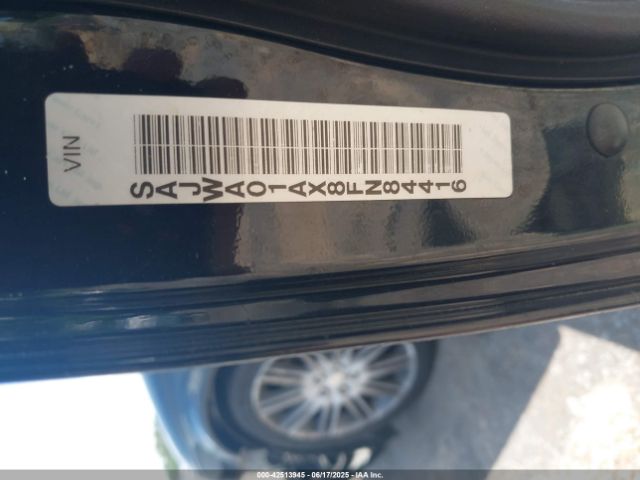 VIN
SAJWA01AX8FN84416
000-42513945 - 06/17/2025 - IAA Inc.